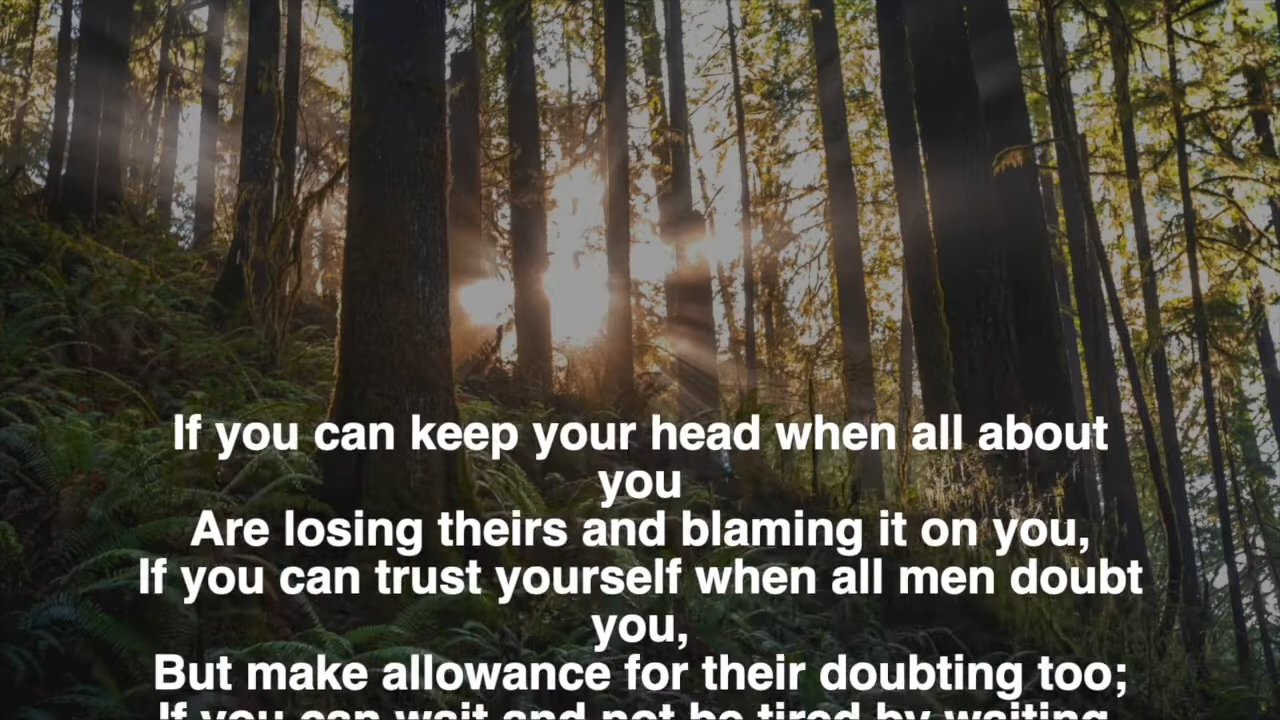 If you can keep your head when all about
you
Are losing theirs and blaming it on you,
If you can trust yourself when all men doubt
you,
But make allowance for their doubting too;
If you can wait and not be tired by waiting,